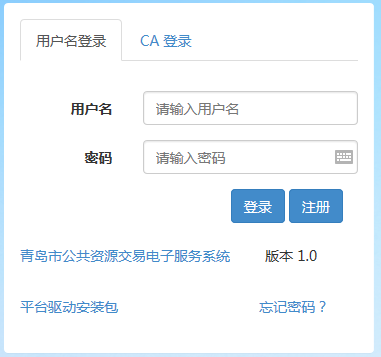 用户名登录 CA 登录
用户名 请输入用户名
密码 请输入密码
登录 注册
青岛市公共资源交易电子服务系统 版本 1.0
平台驱动安装包 忘记密码？